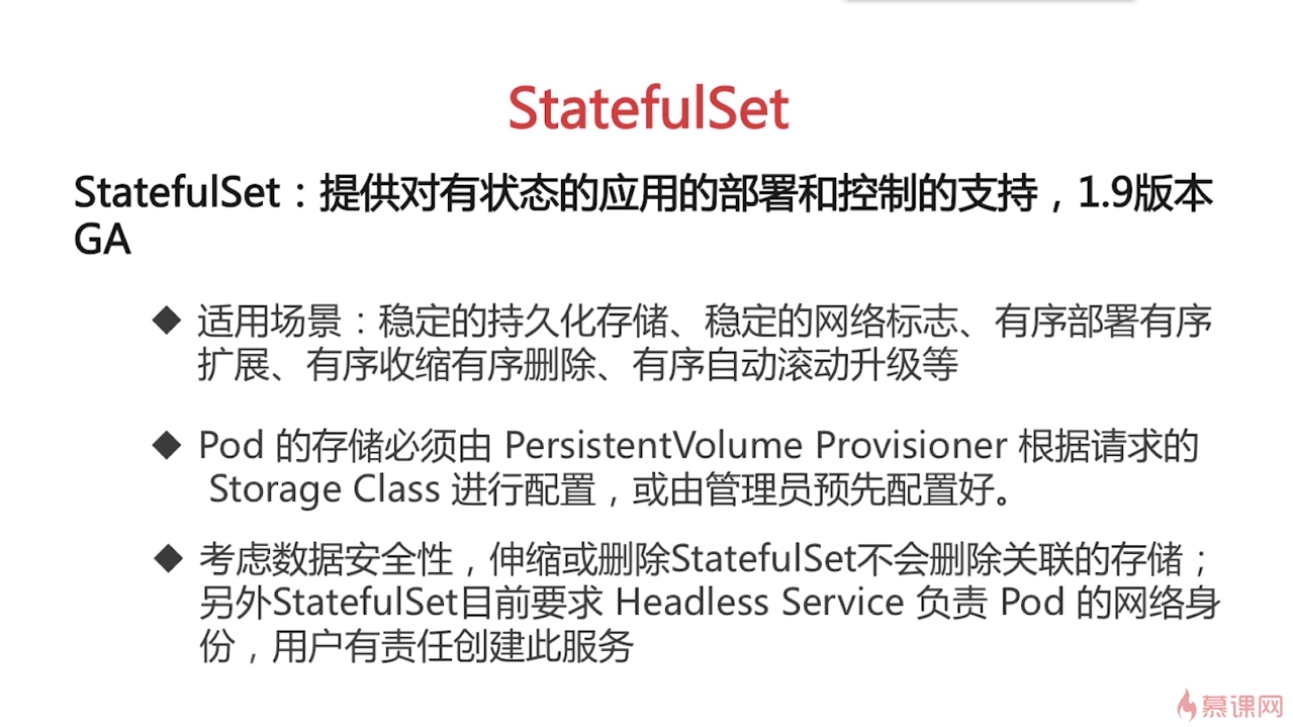 StatefulSet
StatefulSet：提供对有状态的应用的部署和控制的支持，1.9版本
GA
◆ 适用场景：稳定的持久化存储、稳定的网络标志、有序部署有序
扩展、有序收缩有序删除、有序自动滚动升级等
◆ Pod 的存储必须由 PersistentVolume Provisioner 根据请求的
Storage Class 进行配置，或由管理员预先配置好。
◆ 考虑数据安全性，伸缩或删除StatefulSet不会删除关联的存储；
另外StatefulSet目前要求 Headless Service 负责 Pod 的网络身
份，用户有责任创建此服务
慕课网